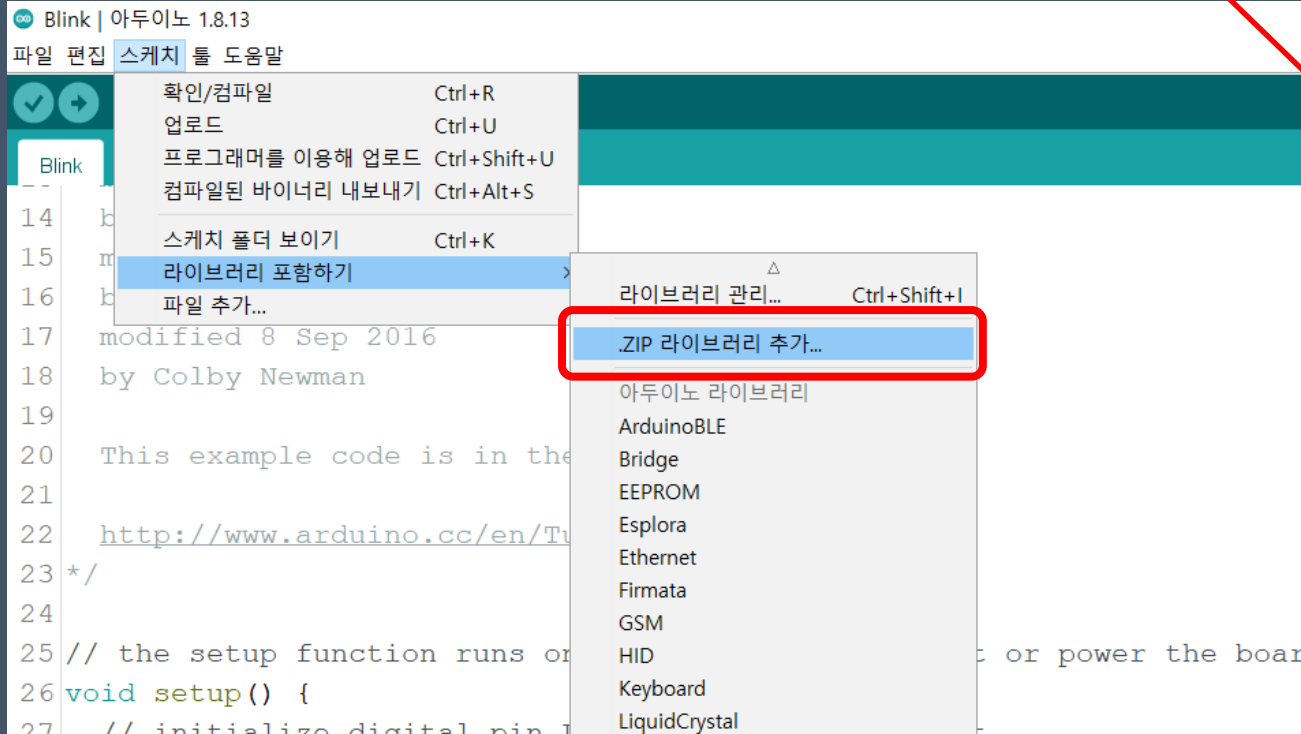 Blink | 아두이노 1.8.13
파일 편집 스케치 툴 도움말
확인/컴파일 Ctrl+R
업로드 Ctrl+U
프로그래머를 이용해 업로드 Ctrl+Shift+U
컴파일된 바이너리 내보내기 Ctrl+Alt+S
스케치 폴더 보이기 Ctrl+K
라이브러리 포함하기
파일 추가...
라이브러리 관리... Ctrl+Shift+I
.ZIP 라이브러리 추가...
아두이노 라이브러리
ArduinoBLE
Bridge
EEPROM
Esplora
Ethernet
Firmata
GSM
HID
Keyboard
LiquidCrystal
Blink
14 b
15 m
16 b
17 modified 8 Sep 2016
18 by Colby Newman
19
20 This example code is in the
21
22 http://www.arduino.cc/en/Tu
23 */
24
25 // the setup function runs on t or power the boar
26 void setup() {
27 // initialize digital pin